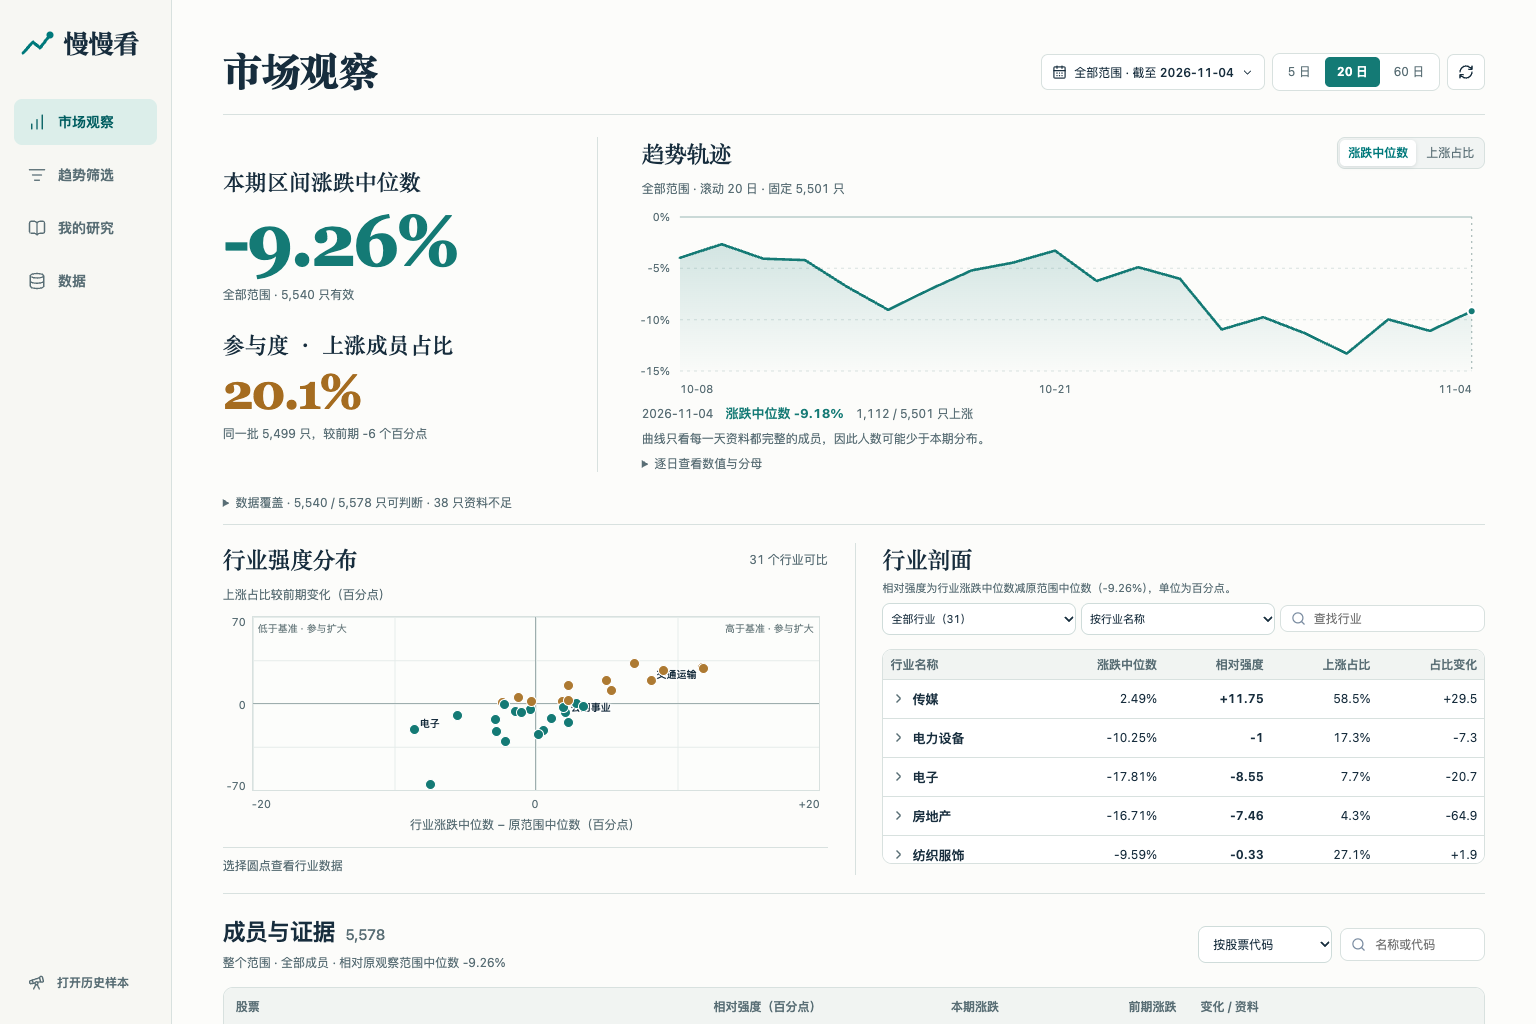 慢慢看
市场观察
趋势筛选
我的研究
数据
打开历史样本
市场观察
全部范围 · 截至 2026-11-04
5 日
20 日
60 日
本期区间涨跌中位数
-9.26%
全部范围 · 5,540 只有效
参与度 · 上涨成员占比
20.1%
同一批 5,499 只，较前期 -6 个百分点
趋势轨迹
涨跌中位数
上涨占比
全部范围 · 滚动 20 日 · 固定 5,501 只
0%
-5%
-10%
-15%
10-08
10-21
11-04
2026-11-04 涨跌中位数 -9.18% 1,112 / 5,501 只上涨
曲线只看每一天资料都完整的成员，因此人数可能少于本期分布。
逐日查看数值与分母
数据覆盖 · 5,540 / 5,578 只可判断 · 38 只资料不足
行业强度分布
31 个行业可比
上涨占比较前期变化（百分点）
70
0
-70
低于基准 · 参与扩大
高于基准 · 参与扩大
交通运输
事业
电子
-20
0
+20
行业涨跌中位数 − 原范围中位数（百分点）
选择圆点查看行业数据
行业剖面
相对强度为行业涨跌中位数减原范围中位数（-9.26%），单位为百分点。
全部行业（31）
按行业名称
查找行业
行业名称 涨跌中位数 相对强度 上涨占比 占比变化
传媒 2.49% +11.75 58.5% +29.5
电力设备 -10.25% -1 17.3% -7.3
电子 -17.81% -8.55 7.7% -20.7
房地产 -16.71% -7.46 4.3% -64.9
纺织服饰 -9.59% -0.33 27.1% +1.9
成员与证据 5,578
整个范围 · 全部成员 · 相对原观察范围中位数 -9.26%
按股票代码
名称或代码
股票 相对强度（百分点） 本期涨跌 前期涨跌 变化 / 资料